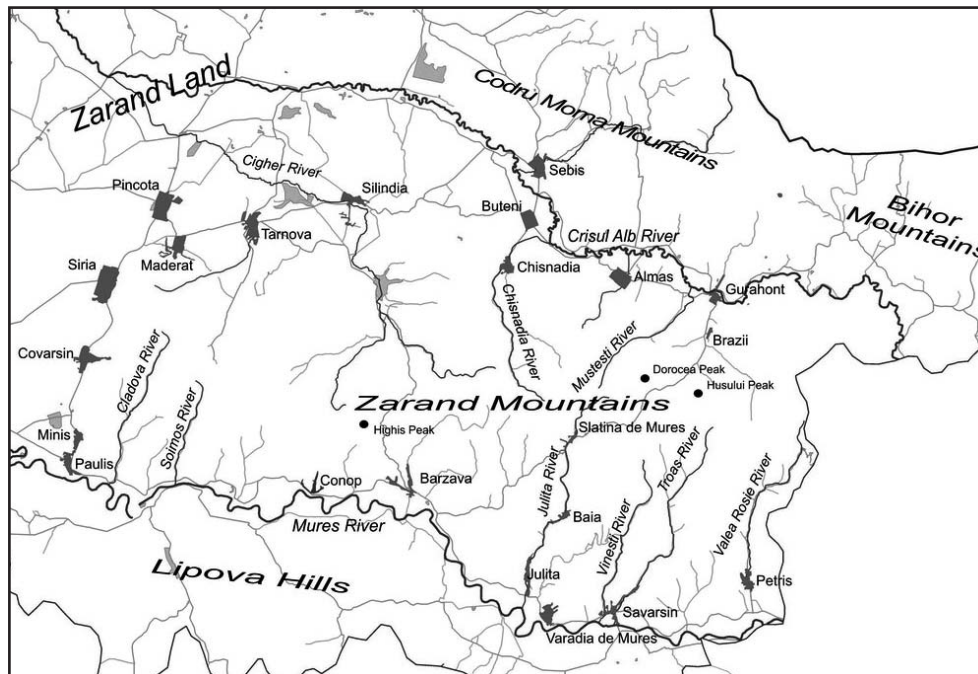 Zarand Land
Codru Moma Mountains
Bihor
Mountains
Cigher River
Sebis
Pincota
Silindia
Buteni
Tarnova
Crisul Alb River
Maderat
Siria
Chisnadia
Almas
Gurahont
Chisnadia River
Brazii
Covarsin
Cladova River
Mustesti River
Dorocea Peak
Husului Peak
Zarand Mountains
Soimos River
Highis Peak
Slatina de Mures
Minis
Paulis
Troas River
Conop
Barzava
Julita River
Valea Rosie River
Mures River
Baia
Vinesti River
Lipova Hills
Julita
Petris
Savarsin
Varadia de Mures